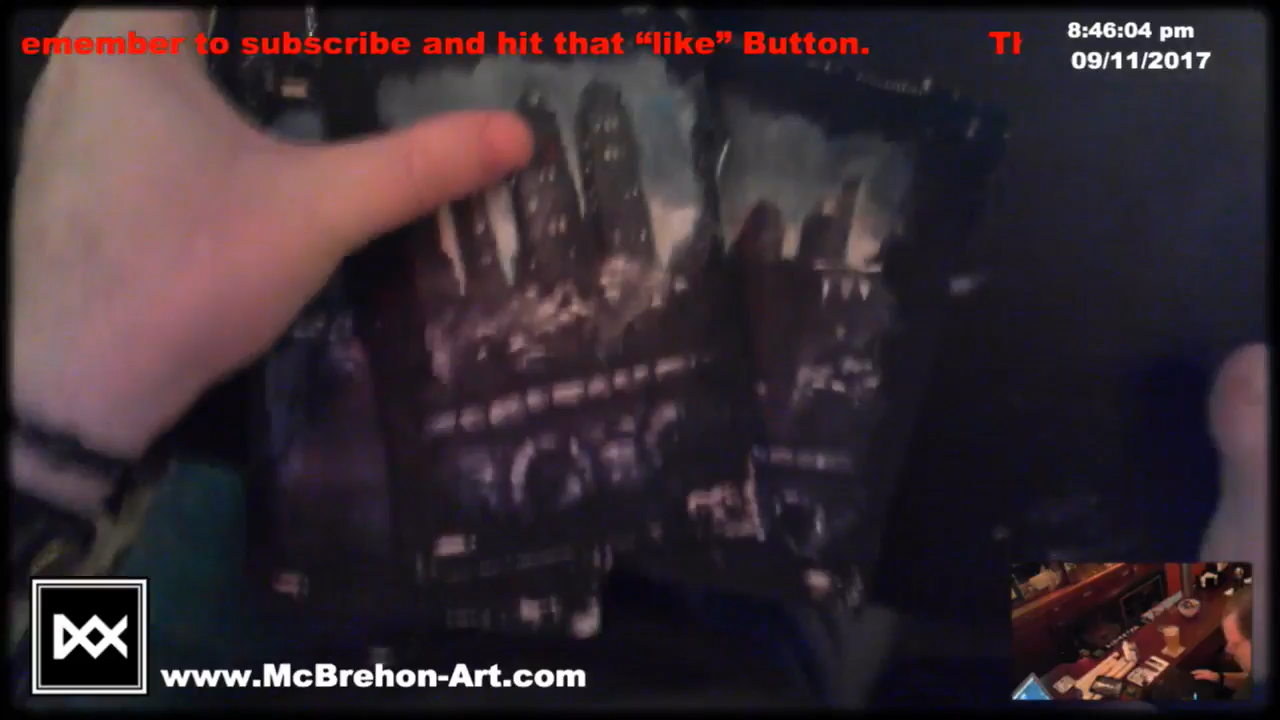 emember to subscribe and hit that “like” Button.
8:46:04 pm
09/11/2017
www.McBrehon-Art.com